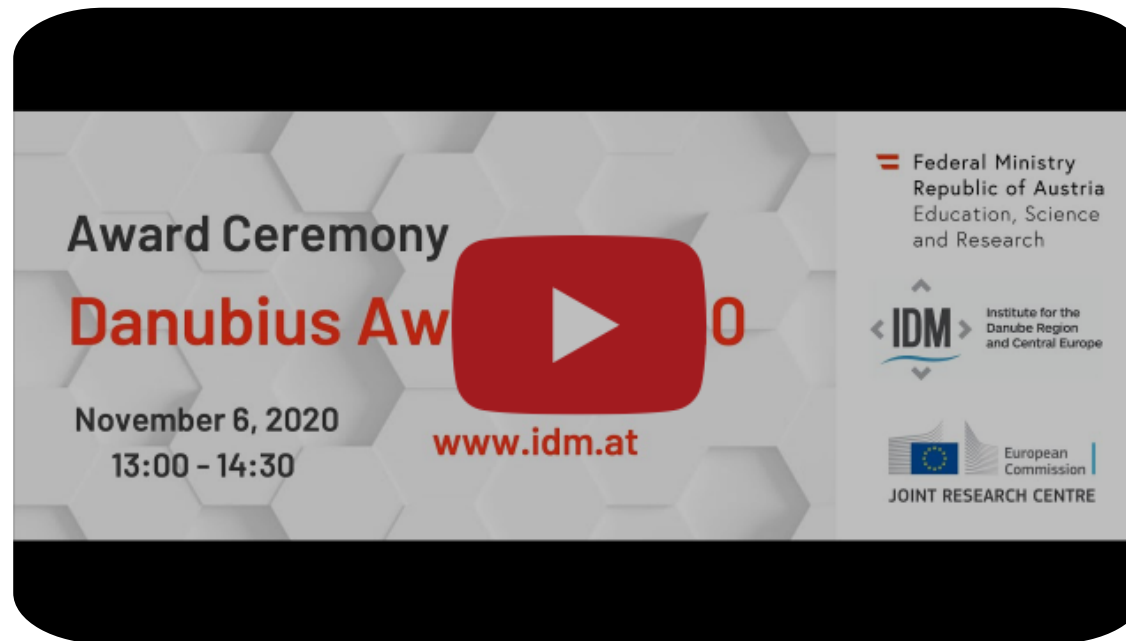 Award Ceremony
Danubius Aw 0
November 6, 2020
13:00 - 14:30
www.idm.at
Federal Ministry
Republic of Austria
Education, Science
and Research
IDM
Institute for the
Danube Region
and Central Europe
European
Commission
JOINT RESEARCH CENTRE